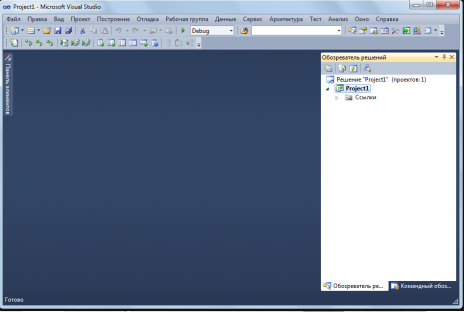 Project1 - Microsoft Visual Studio
Файл Правка Вид Проект Построение Отладка Рабочая группа Данные Сервис Архитектура Тест Анализ Окно Справка
Debug
Обозреватель решений
Панель элементов
Решение "Project1" (проектов: 1)
Project1
Ссылки
Обозреватель ре... Командный обоз...
Готово